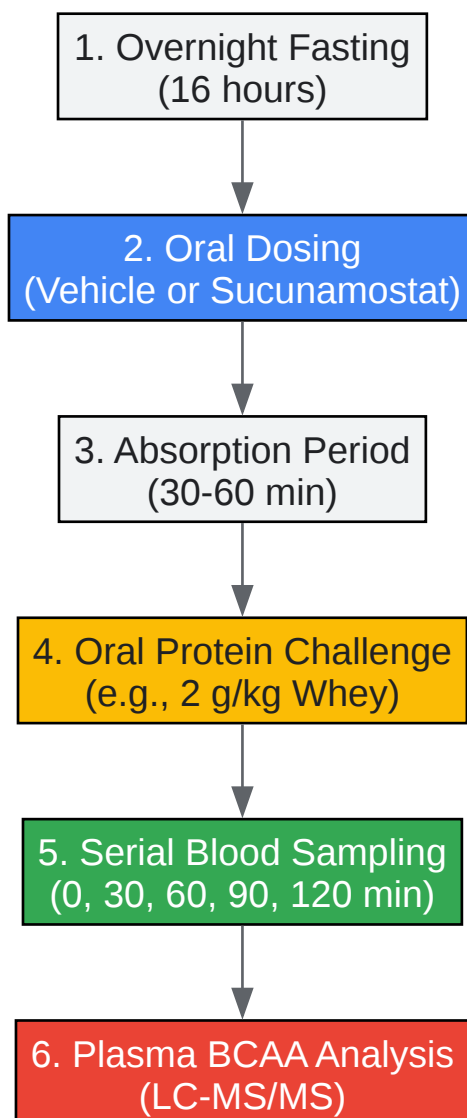 1. Overnight Fasting
(16 hours)
2. Oral Dosing
(Vehicle or Sucunamostat)
3. Absorption Period
(30-60 min)
4. Oral Protein Challenge
(e.g., 2 g/kg Whey)
5. Serial Blood Sampling
(0, 30, 60, 90, 120 min)
6. Plasma BCAA Analysis
(LC-MS/MS)